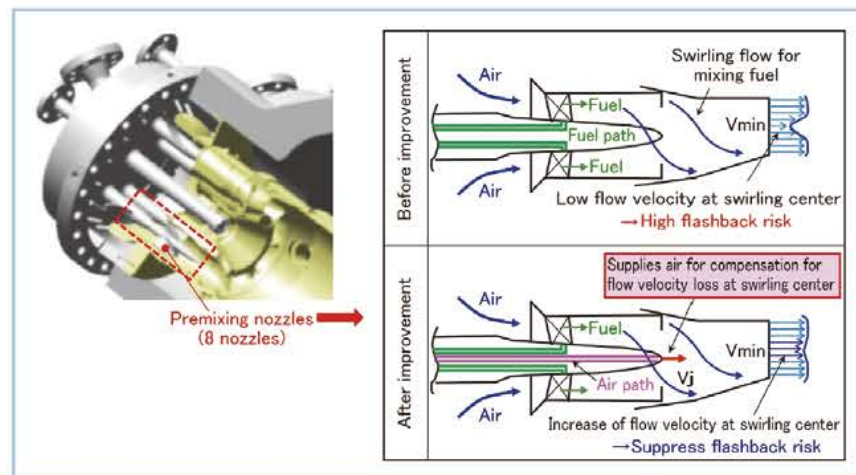 Premixing nozzles
(8 nozzles)
Before improvement
Air
Air
Fuel
Fuel path
Fuel
Swirling flow for
mixing fuel
Vmin
Low flow velocity at swirling center
→High flashback risk
After improvement
Supplies air for compensation for
flow velocity loss at swirling center
Air
Air
Fuel
Air path
Vj
Vmin
Increase of flow velocity at swirling center
→Suppress flashback risk